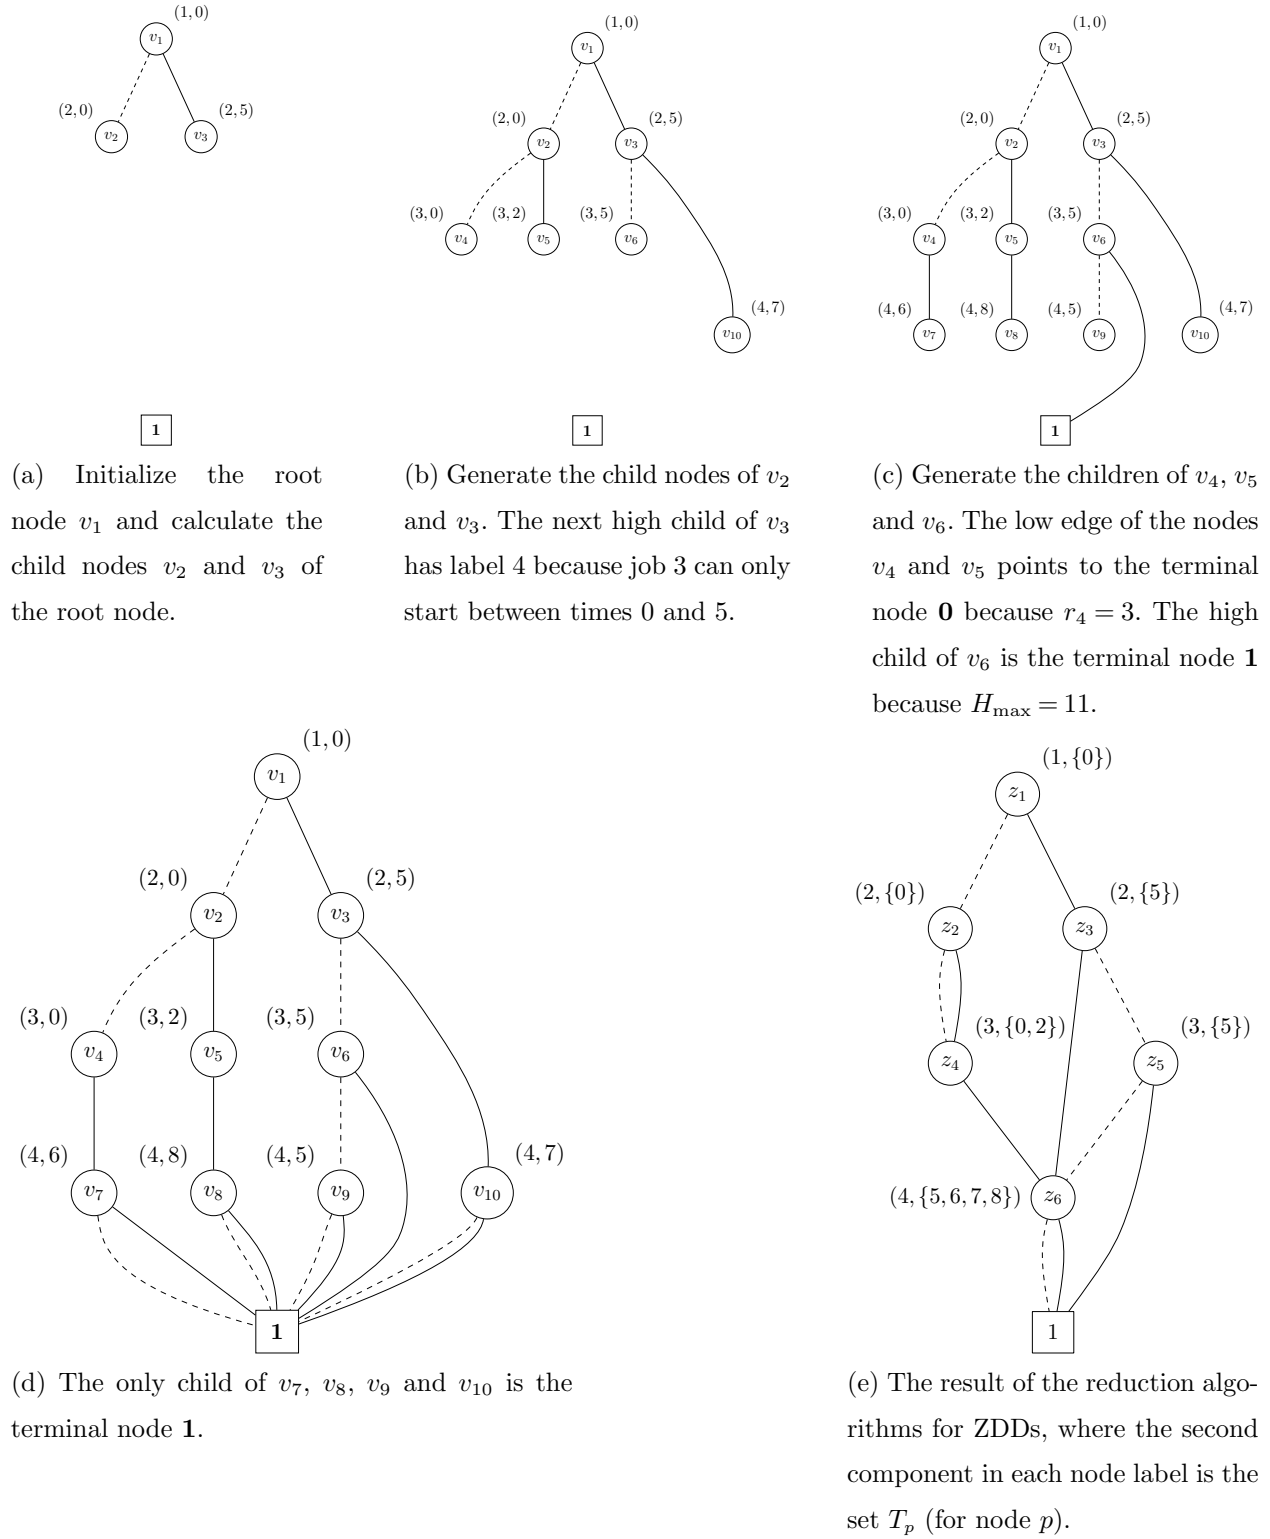 (1, 0)
v1
(2, 0)
(2, 5)
v2
v3
1
(a) Initialize the root
node v1 and calculate the
child nodes v2 and v3 of
the root node.
(1, 0)
v1
(2, 0)
(2, 5)
v2
v3
(3, 0)
(3, 2)
(3, 5)
v4
v5
v6
(4, 7)
v10
1
(b) Generate the child nodes of v2
and v3. The next high child of v3
has label 4 because job 3 can only
start between times 0 and 5.
(1, 0)
v1
(2, 0)
(2, 5)
v2
v3
(3, 0)
(3, 2)
(3, 5)
v4
v5
v6
(4, 6)
(4, 8)
(4, 5)
(4, 7)
v7
v8
v9
v10
1
(c) Generate the children of v4, v5
and v6. The low edge of the nodes
v4 and v5 points to the terminal
node 0 because r4 = 3. The high
child of v6 is the terminal node 1
because Hmax = 11.
(1, 0)
v1
(2, 0)
(2, 5)
v2
v3
(3, 0)
(3, 2)
(3, 5)
v4
v5
v6
(4, 6)
(4, 8)
(4, 5)
(4, 7)
v7
v8
v9
v10
1
(d) The only child of v7, v8, v9 and v10 is the
terminal node 1.
(1, {0})
z1
(2, {0})
(2, {5})
z2
z3
(3, {0, 2})
(3, {5})
z4
z5
(4, {5, 6, 7, 8})
z6
1
(e) The result of the reduction algo-
rithms for ZDDs, where the second
component in each node label is the
set Tp (for node p).